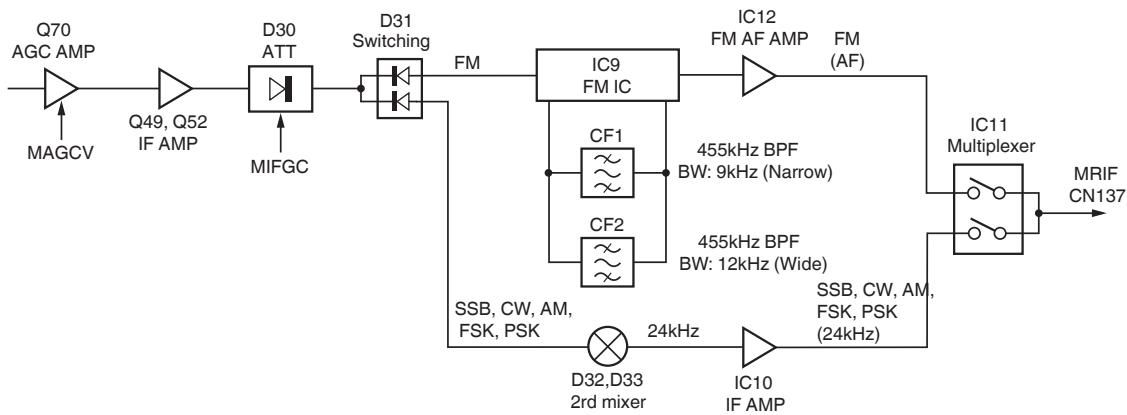 Q70
AGC AMP
MAGCV
Q49, Q52
IF AMP
D30
ATT
MIFGC
D31
Switching
FM
IC9
FM IC
CF1
455kHz BPF
BW: 9kHz (Narrow)
CF2
455kHz BPF
BW: 12kHz (Wide)
IC12
FM AF AMP
FM
(AF)
IC11
Multiplexer
MRIF
CN137
SSB, CW, AM,
FSK, PSK
D32,D33
2rd mixer
24kHz
IC10
IF AMP
SSB, CW, AM,
FSK, PSK
(24kHz)